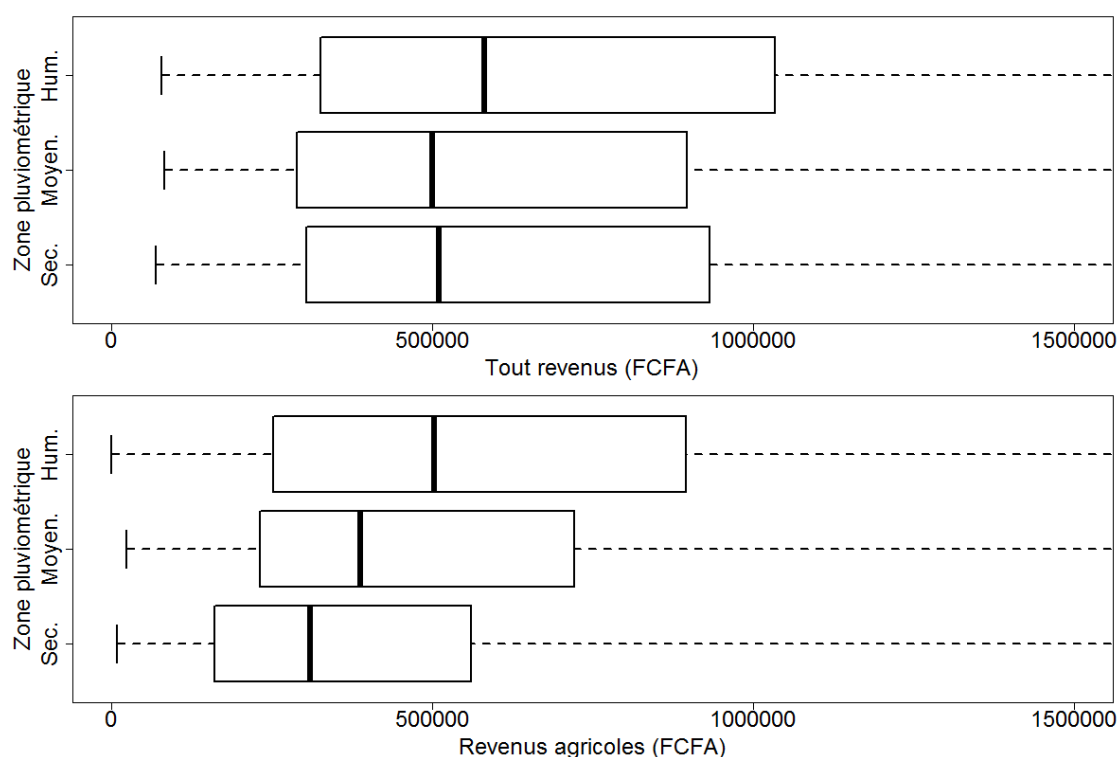 Zone pluviométrique
Hum.
Moyen.
Sec.
0 500000 1000000 1500000
Tout revenus (FCFA)
Zone pluviométrique
Hum.
Moyen.
Sec.
0 500000 1000000 1500000
Revenus agricoles (FCFA)